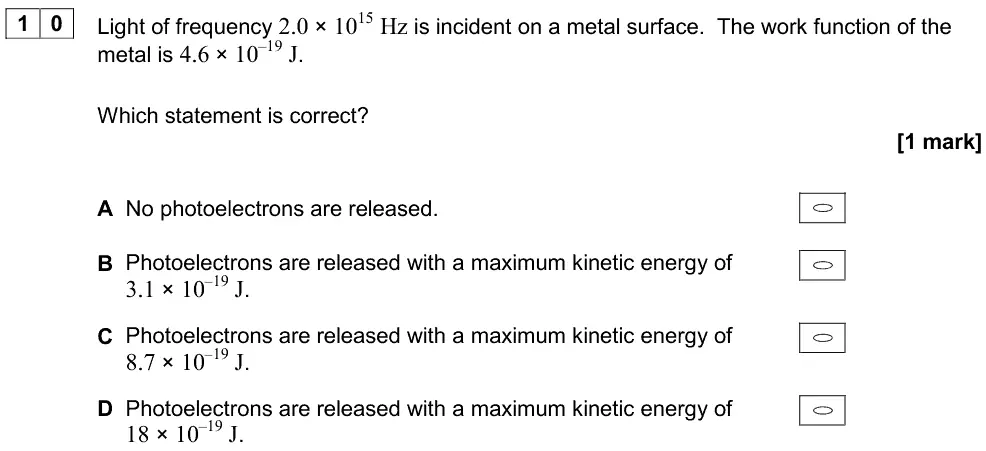 1 0 Light of frequency 2.0 × 10¹⁵ Hz is incident on a metal surface. The work function of the
metal is 4.6 × 10⁻¹⁹ J.
Which statement is correct?
[1 mark]
A No photoelectrons are released.
B Photoelectrons are released with a maximum kinetic energy of
3.1 × 10⁻¹⁹ J.
C Photoelectrons are released with a maximum kinetic energy of
8.7 × 10⁻¹⁹ J.
D Photoelectrons are released with a maximum kinetic energy of
18 × 10⁻¹⁹ J.